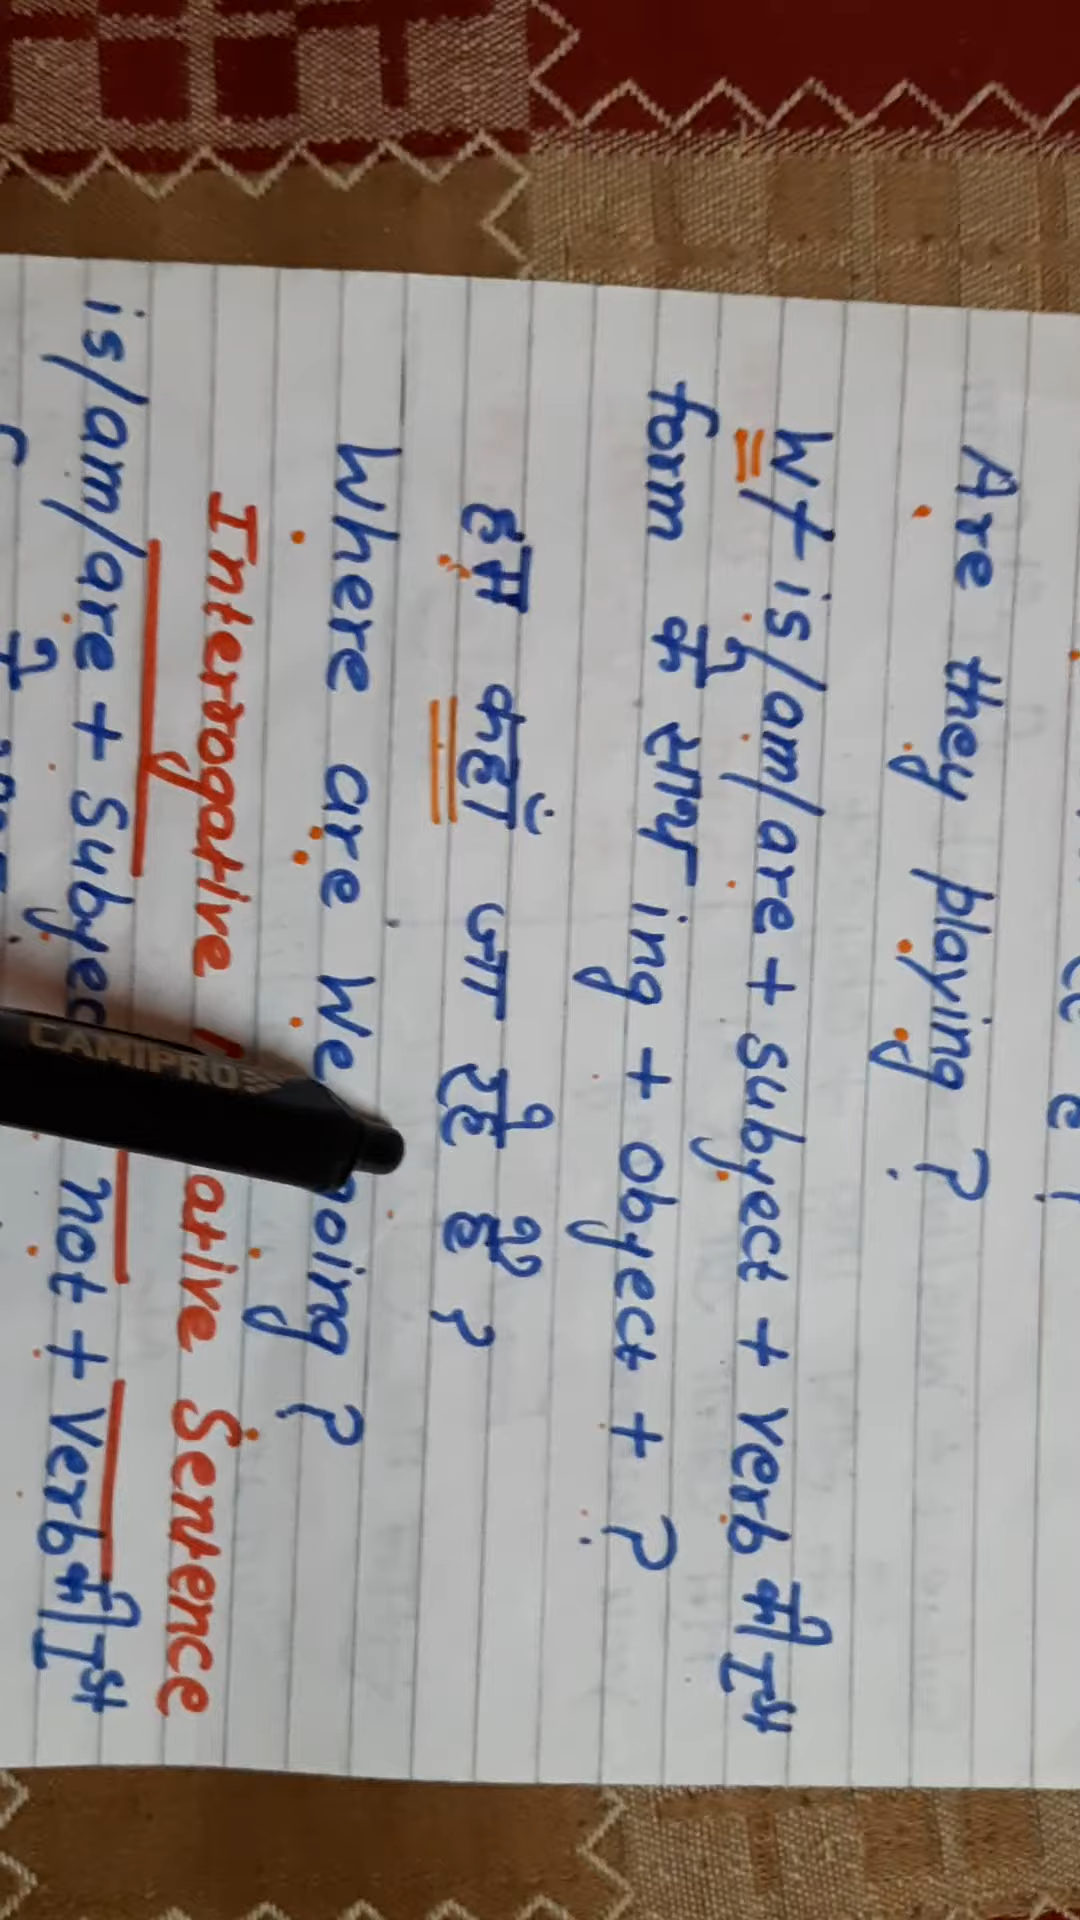 Are they playing ?
W+ is/am/are + subject + verb की Ist
form के साथ ing + object + ?
हम कहाँ जा रहे हैं ?
Where are we going ?
Interrogative ative Sentence
is/am/are + Subjec not + Verb की Ist
CAMIPRO